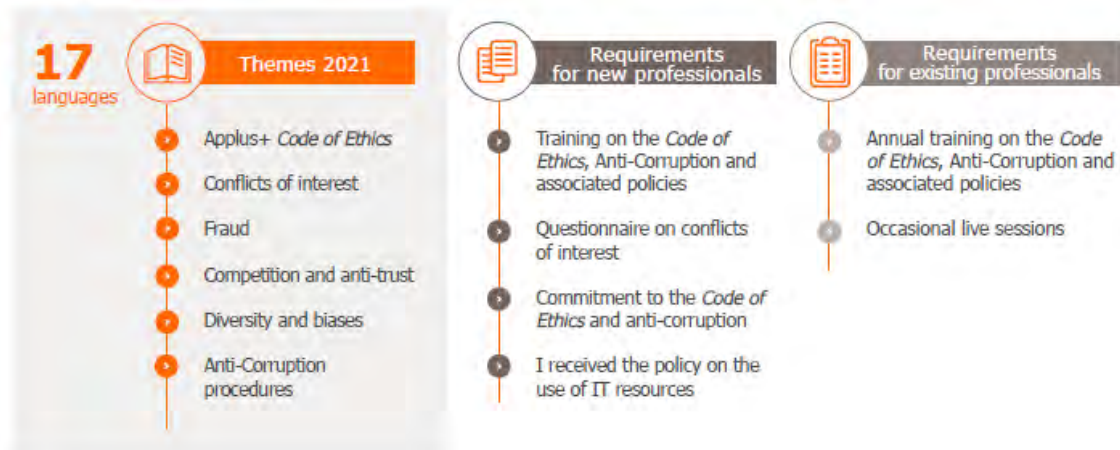 17
languages
Themes 2021
Applus+ Code of Ethics
Conflicts of interest
Fraud
Competition and anti-trust
Diversity and biases
Anti-Corruption
procedures
Requirements
for new professionals
Training on the Code of
Ethics, Anti-Corruption and
associated policies
Questionnaire on conflicts
of interest
Commitment to the Code of
Ethics and anti-corruption
I received the policy on the
use of IT resources
Requirements
for existing professionals
Annual training on the Code
of Ethics, Anti-Corruption and
associated policies
Occasional live sessions